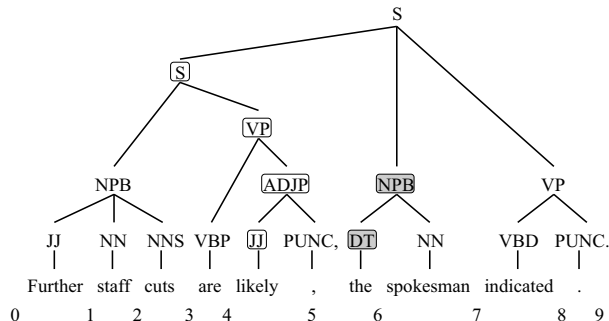 S
S
VP
NPB ADJP NPB VP
JJ NN NNS VBP JJ PUNC, DT NN VBD PUNC.
Further staff cuts are likely , the spokesman indicated .
0 1 2 3 4 5 6 7 8 9